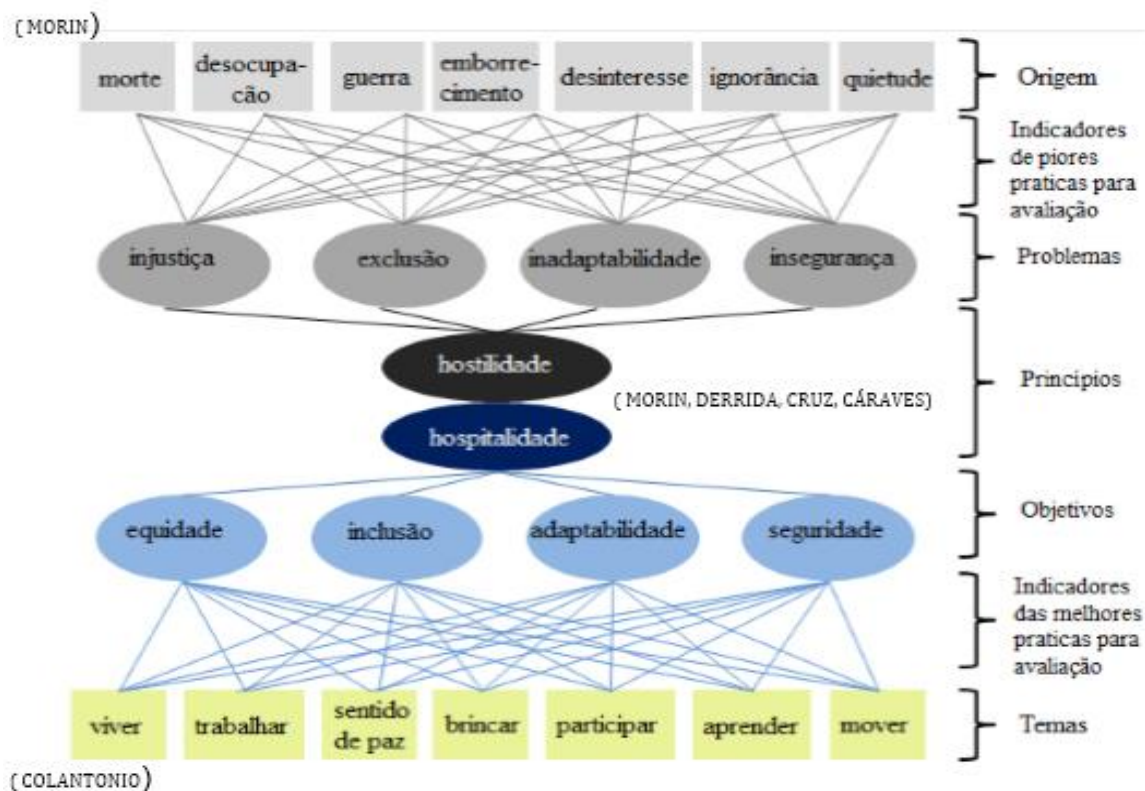 ( MORIN)
morte
desocupa-
cão
guerra
emborre-
cimento
desinteresse
ignorância
quietude
Origem
Indicadores
de piores
praticas para
avaliação
injustiça
exclusão
inadaptabilidade
insegurança
Problemas
hostilidade
( MORIN, DERRIDA, CRUZ, CÁRAVES)
hospitalidade
Princípios
equidade
inclusão
adaptabilidade
seguridade
Objetivos
Indicadores
das melhores
praticas para
avaliação
viver
trabalhar
sentido
de paz
brincar
participar
aprender
mover
Temas
( COLANTONIO)